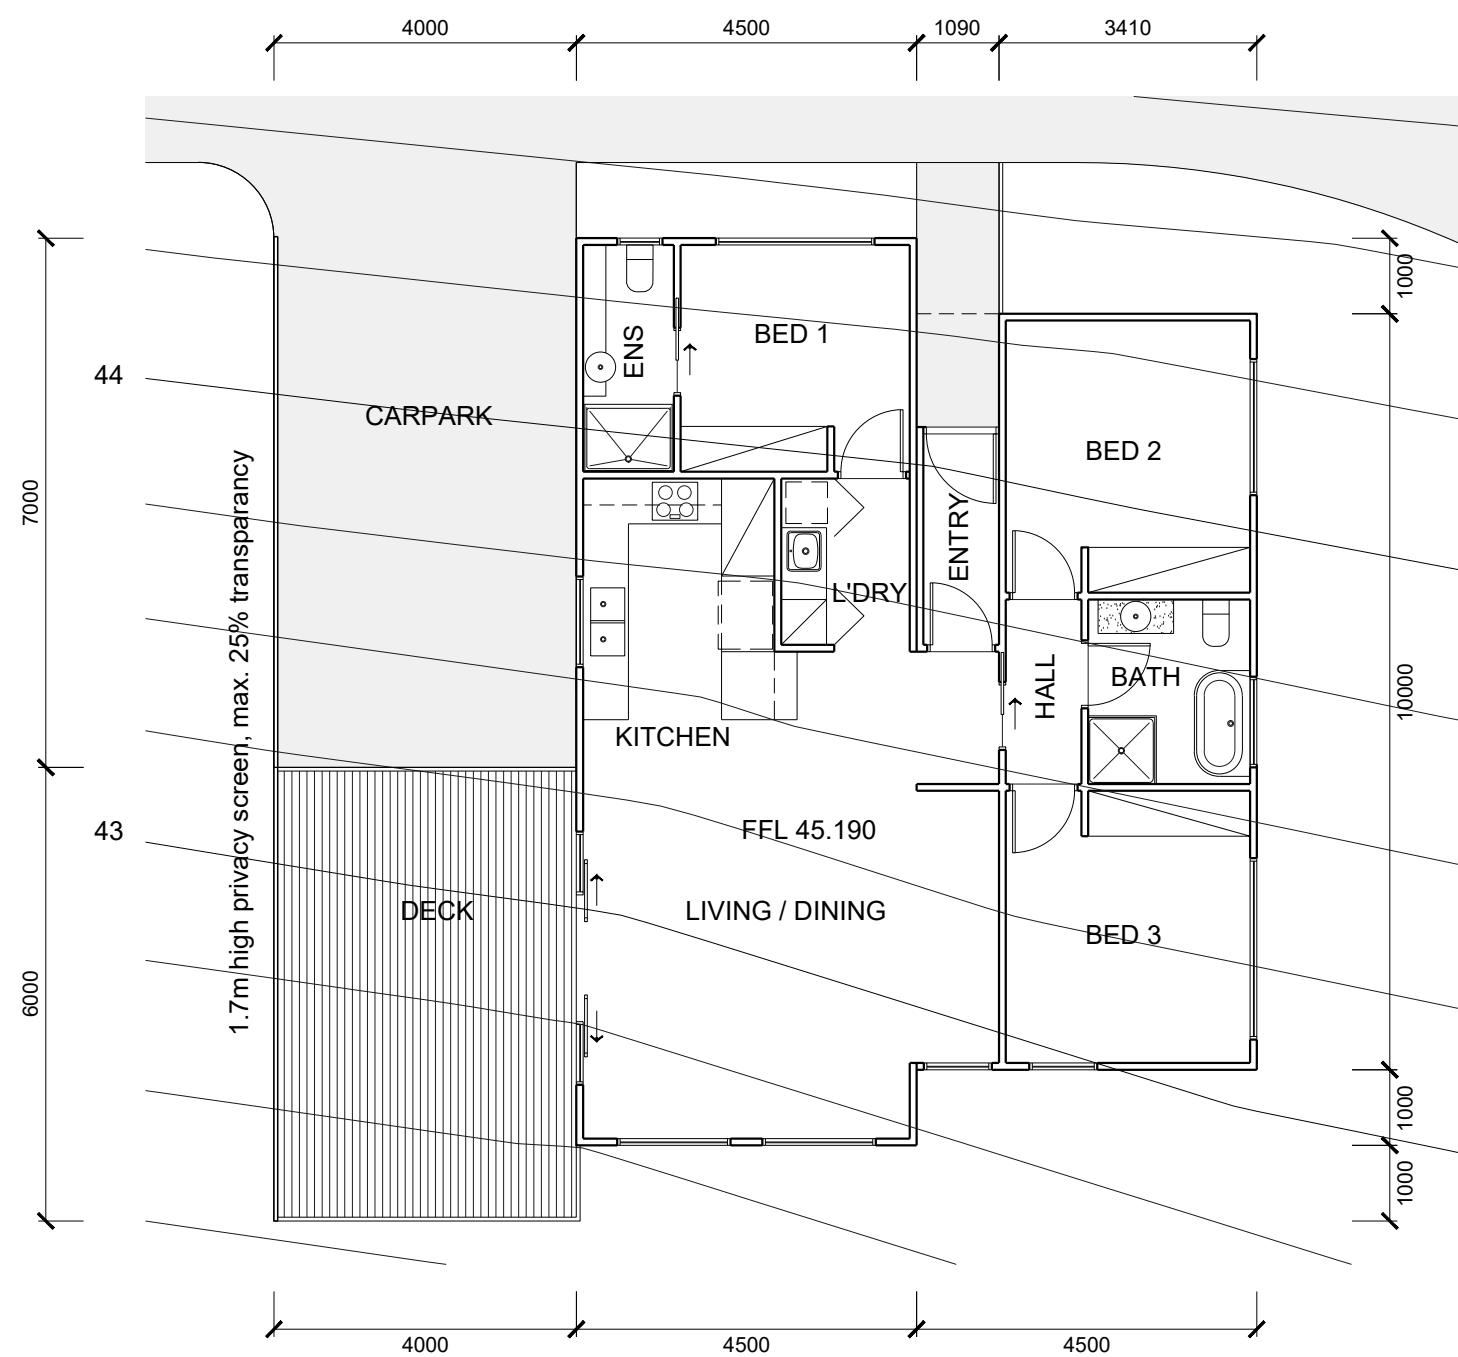 4000
4500
1090
3410
1000
44
BED 1
ENS
CARPARK
BED 2
7000
1.7m high privacy screen, max. 25% transparancy
ENTRY
L'DRY
HALL
BATH
10000
KITCHEN
43
FFL 45.190
DECK
LIVING / DINING
BED 3
6000
1000
1000
4000
4500
4500